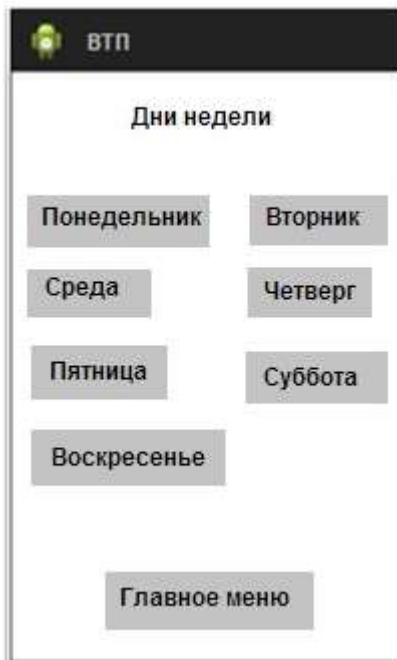 ВТП
Дни недели
Понедельник Вторник
Среда Четверг
Пятница Суббота
Воскресенье
Главное меню